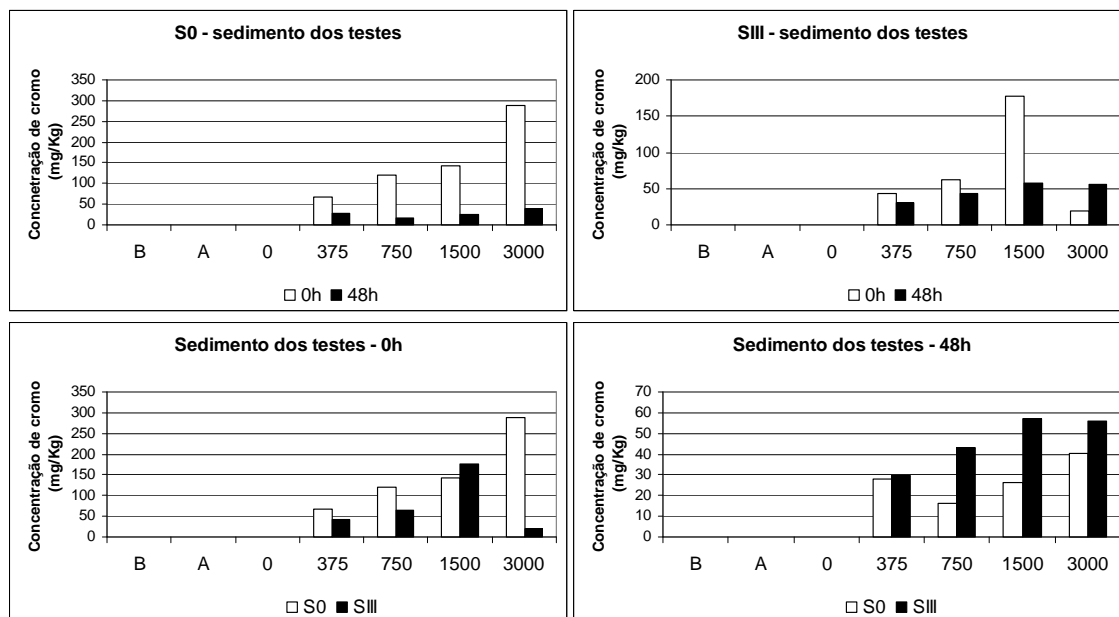 S0 - sedimento dos testes
Concnetração de cromo
(mg/Kg)
350
300
250
200
150
100
50
0
B A 0 375 750 1500 3000
0h 48h
SIII - sedimento dos testes
Concentração de cromo
(mg/kg)
200
150
100
50
0
B A 0 375 750 1500 3000
0h 48h
Sedimento dos testes - 0h
Concentração de cromo
(mg/Kg)
350
300
250
200
150
100
50
0
B A 0 375 750 1500 3000
S0 SIII
Sedimento dos testes - 48h
Concentração de cromo
(mg/Kg)
70
60
50
40
30
20
10
0
B A 0 375 750 1500 3000
S0 SIII